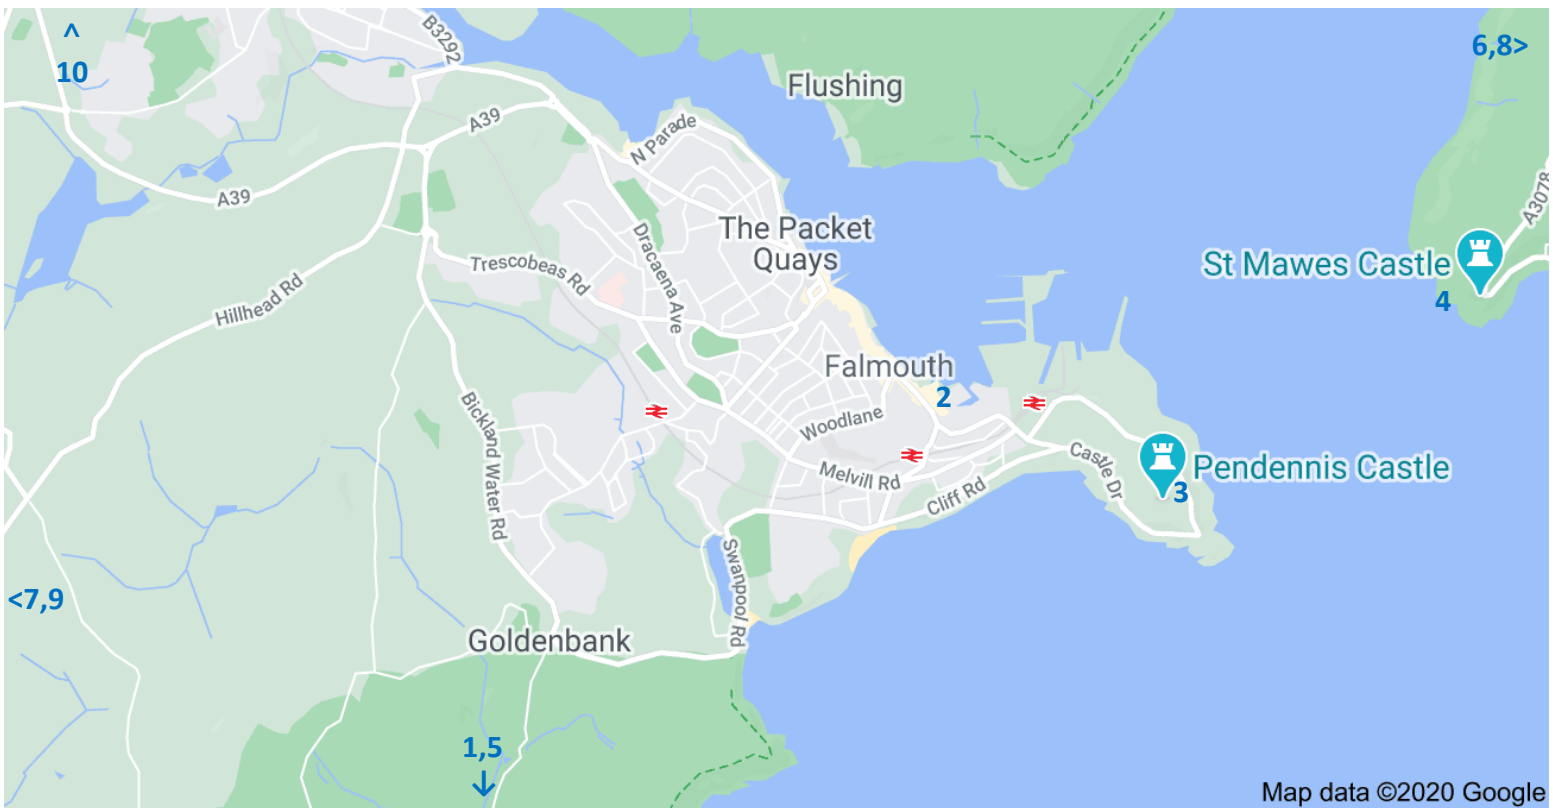 ^
10
B3292
6,8>
Flushing
A39
N Parade
A39
A3078
The Packet
Quays
Dracaena Ave
Trescobeas Rd
St Mawes Castle
4
Hillhead Rd
Falmouth
2
Woodlane
Bickland Water Rd
Melvill Rd
Castle Dr
Pendennis Castle
3
Cliff Rd
Swanpool Rd
<7,9
Goldenbank
1,5
↓
Map data ©2020 Google